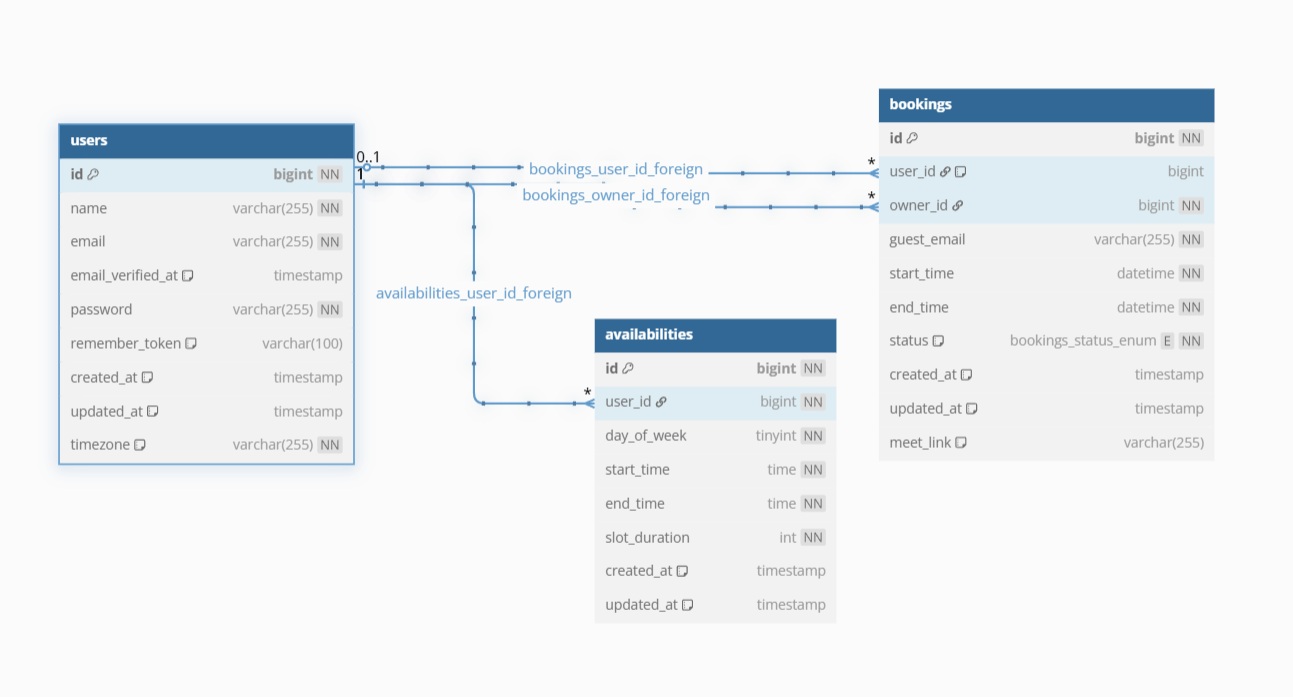 users
id bigint NN
name varchar(255) NN
email varchar(255) NN
email_verified_at timestamp
password varchar(255) NN
remember_token varchar(100)
created_at timestamp
updated_at timestamp
timezone varchar(255) NN
0..1
1
bookings_user_id_foreign
*
bookings_owner_id_foreign
*
availabilities_user_id_foreign
*
bookings
id bigint NN
user_id bigint
owner_id bigint NN
guest_email varchar(255) NN
start_time datetime NN
end_time datetime NN
status bookings_status_enum E NN
created_at timestamp
updated_at timestamp
meet_link varchar(255)
availabilities
id bigint NN
user_id bigint NN
day_of_week tinyint NN
start_time time NN
end_time time NN
slot_duration int NN
created_at timestamp
updated_at timestamp